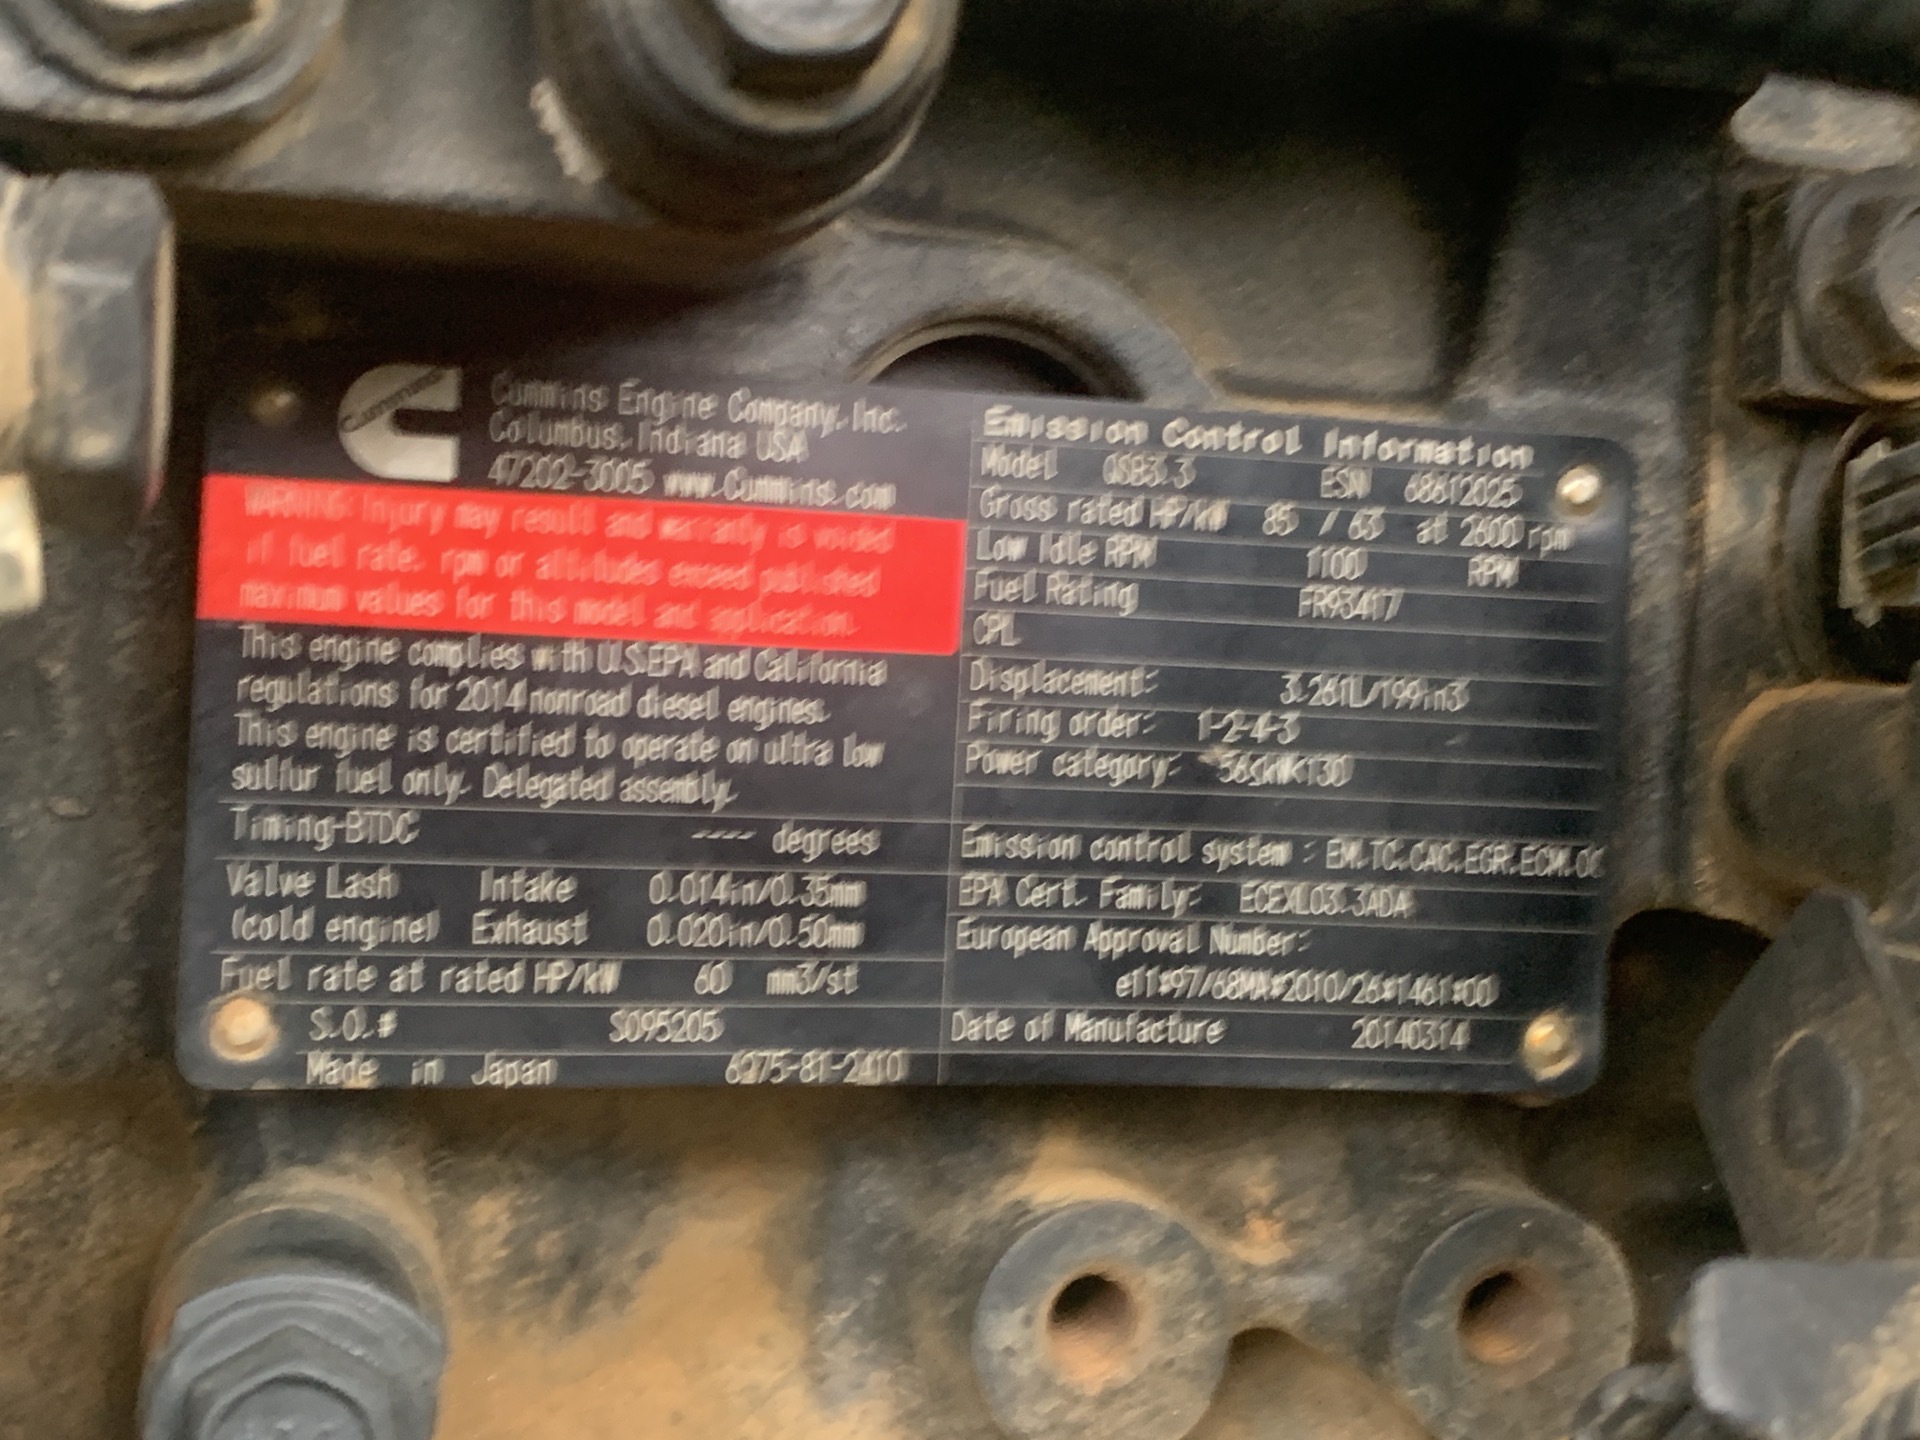 Cummins
Cummins Engine Company, Inc.
Columbus, Indiana USA
47202-3005 www.Cummins.com
WARNING: Injury may result and warranty is voided
if fuel rate, rpm or altitudes exceed published
maximum values for this model and application.
This engine complies with U.S.EPA and California
regulations for 2014 nonroad diesel engines.
This engine is certified to operate on ultra low
sulfur fuel only. Delegated assembly.
Timing-BTDC ---- degrees
Valve Lash Intake 0.014in/0.35mm
(cold engine) Exhaust 0.020in/0.50mm
Fuel rate at rated HP/kW 60 mm3/st
S.O.# SO95205
Made in Japan 6275-81-2410
Emission Control Information
Model QSB3.3 ESN 68612025
Gross rated HP/kW 85 / 63 at 2600 rpm
Low Idle RPM 1100 RPM
Fuel Rating FR93417
CPL
Displacement: 3.261L/199in3
Firing order: 1-2-4-3
Power category: 56≤kW<130
Emission control system : EM.TC.CAC.EGR.ECM.OC
EPA Cert. Family: ECEXL03.3ADA
European Approval Number:
e11*97/68MA*2010/26*1461*00
Date of Manufacture 20140314